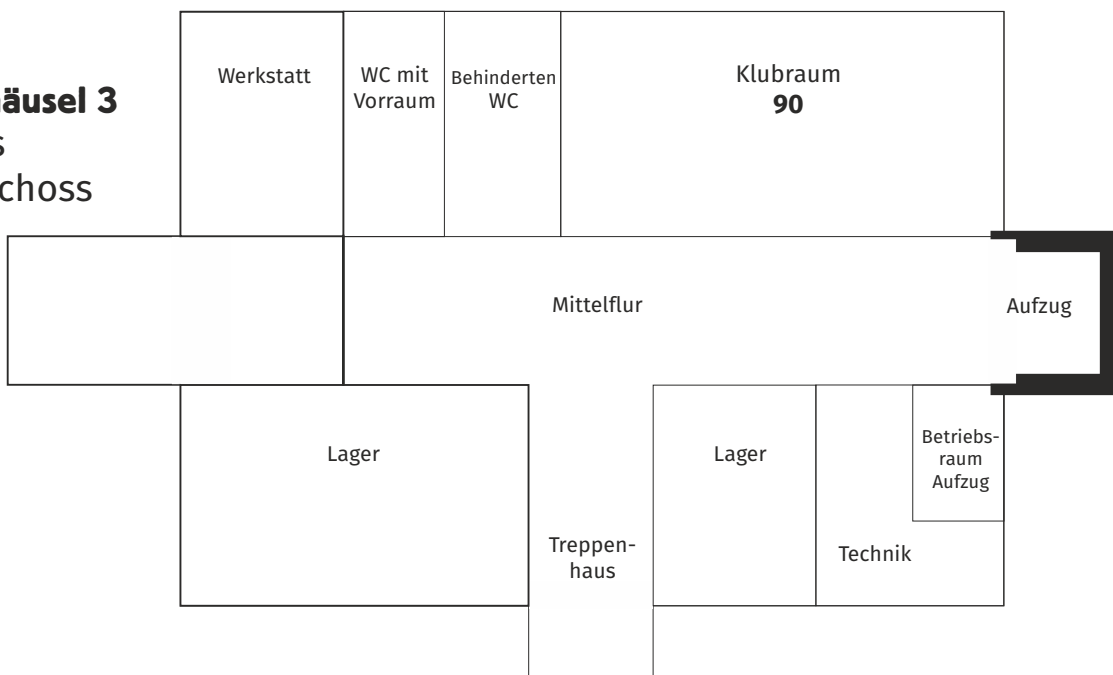 häusel 3
s
choss
Werkstatt
WC mit
Vorraum
Behinderten
WC
Klubraum
90
Mittelflur
Aufzug
Lager
Lager
Betriebs-
raum
Aufzug
Treppen-
haus
Technik